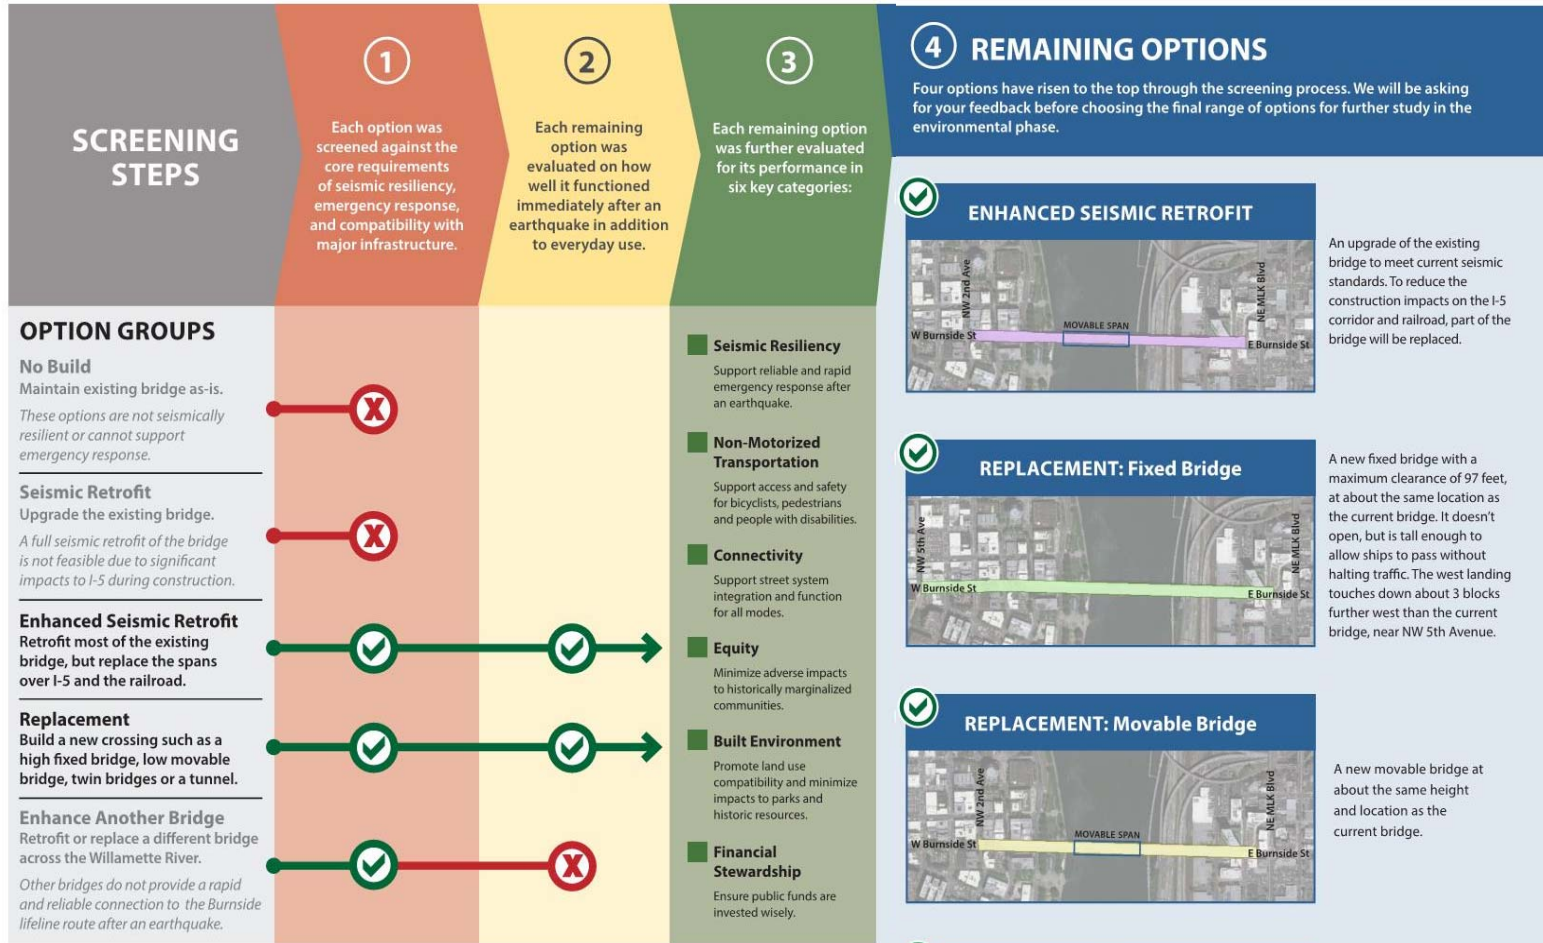 SCREENING
STEPS
1
Each option was
screened against the
core requirements
of seismic resiliency,
emergency response,
and compatibility with
major infrastructure.
2
Each remaining
option was
evaluated on how
well it functioned
immediately after an
earthquake in addition
to everyday use.
3
Each remaining option
was further evaluated
for its performance in
six key categories:
4 REMAINING OPTIONS
Four options have risen to the top through the screening process. We will be asking
for your feedback before choosing the final range of options for further study in the
environmental phase.
OPTION GROUPS
No Build
Maintain existing bridge as-is.
These options are not seismically
resilient or cannot support
emergency response.
X
Seismic Retrofit
Upgrade the existing bridge.
A full seismic retrofit of the bridge
is not feasible due to significant
impacts to I-5 during construction.
X
Enhanced Seismic Retrofit
Retrofit most of the existing
bridge, but replace the spans
over I-5 and the railroad.
Replacement
Build a new crossing such as a
high fixed bridge, low movable
bridge, twin bridges or a tunnel.
Enhance Another Bridge
Retrofit or replace a different bridge
across the Willamette River.
Other bridges do not provide a rapid
and reliable connection to the Burnside
lifeline route after an earthquake.
X
Seismic Resiliency
Support reliable and rapid
emergency response after
an earthquake.
Non-Motorized
Transportation
Support access and safety
for bicyclists, pedestrians
and people with disabilities.
Connectivity
Support street system
integration and function
for all modes.
Equity
Minimize adverse impacts
to historically marginalized
communities.
Built Environment
Promote land use
compatibility and minimize
impacts to parks and
historic resources.
Financial
Stewardship
Ensure public funds are
invested wisely.
ENHANCED SEISMIC RETROFIT
NW 2nd Ave
W Burnside St
MOVABLE SPAN
NE MLK Blvd
E Burnside St
An upgrade of the existing
bridge to meet current seismic
standards. To reduce the
construction impacts on the I-5
corridor and railroad, part of the
bridge will be replaced.
REPLACEMENT: Fixed Bridge
NW 5th Ave
W Burnside St
NE MLK Blvd
E Burnside St
A new fixed bridge with a
maximum clearance of 97 feet,
at about the same location as
the current bridge. It doesn't
open, but is tall enough to
allow ships to pass without
halting traffic. The west landing
touches down about 3 blocks
further west than the current
bridge, near NW 5th Avenue.
REPLACEMENT: Movable Bridge
NW 2nd Ave
W Burnside St
MOVABLE SPAN
NE MLK Blvd
E Burnside St
A new movable bridge at
about the same height
and location as the
current bridge.